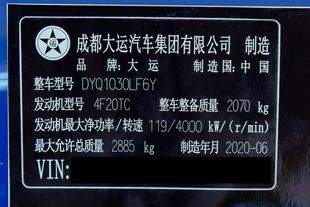 成都大运汽车集团有限公司 制造
品牌：大运 制造国：中国
整车型号 DYQ1030LF6Y
发动机型号 4F20TC 整车整备质量 2070 kg
发动机最大净功率/转速 119/4000 kW/(r/min)
最大允许总质量 2885 kg 制造年月 2020-06
VIN: